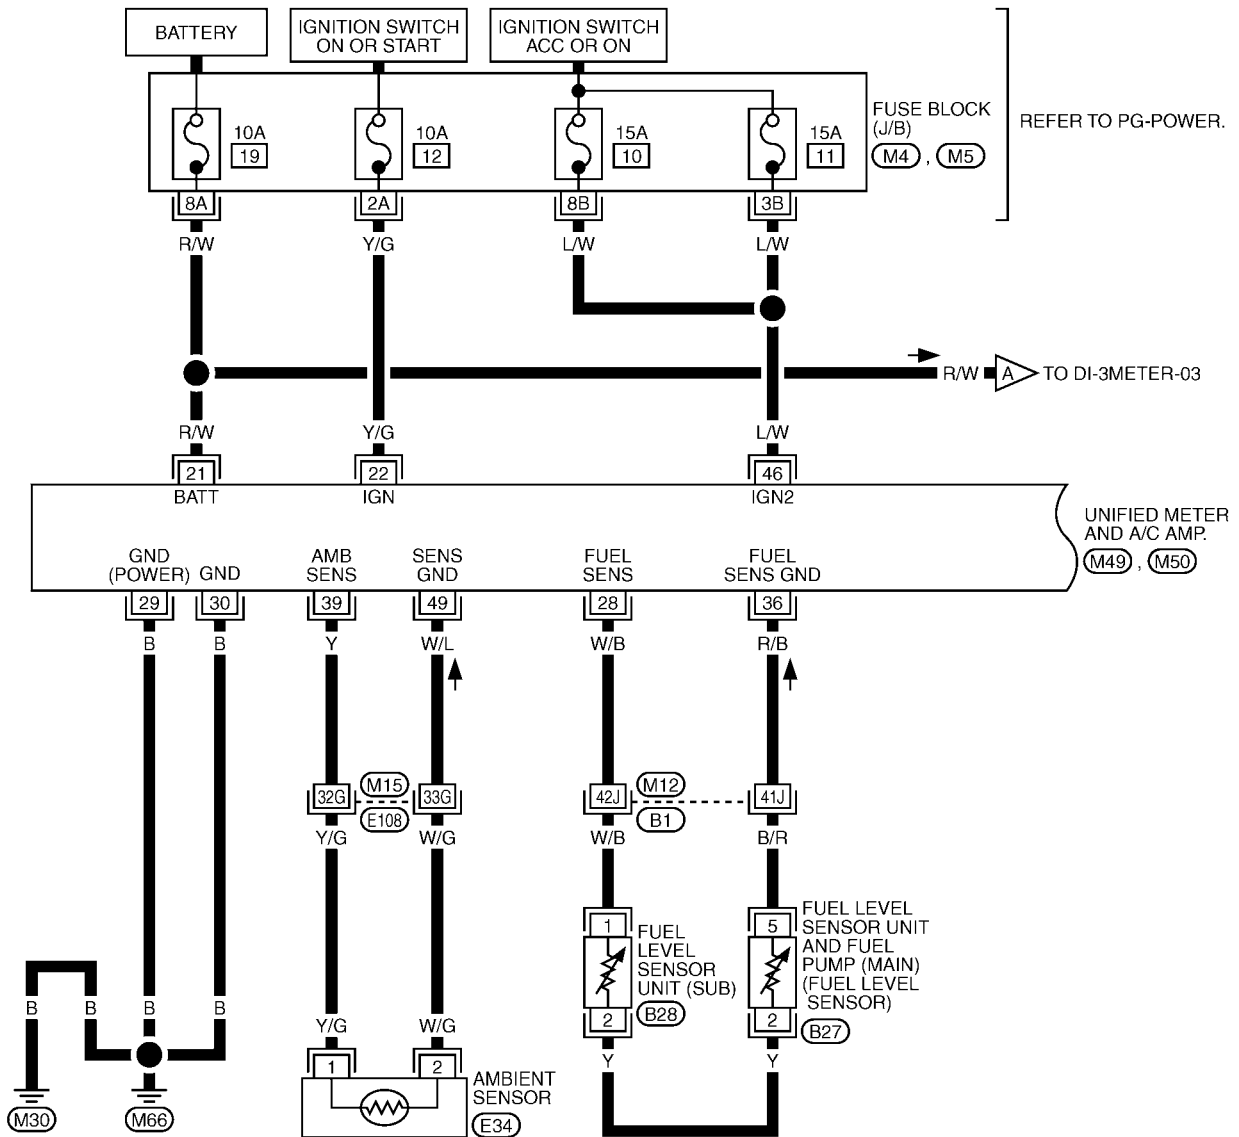 BATTERY
IGNITION SWITCH
ON OR START
IGNITION SWITCH
ACC OR ON
10A
19
10A
12
15A
10
15A
11
FUSE BLOCK
(J/B)
M4 , M5
REFER TO PG-POWER.
8A
2A
8B
3B
R/W
Y/G
L/W
L/W
R/W
A
TO DI-3METER-03
R/W
Y/G
L/W
21
22
46
BATT
IGN
IGN2
UNIFIED METER
AND A/C AMP.
M49 , M50
GND
(POWER)
GND
AMB
SENS
SENS
GND
FUEL
SENS
FUEL
SENS GND
29
30
39
49
28
36
B
B
Y
W/L
W/B
R/B
32G
M15
E108
33G
42J
M12
B1
41J
Y/G
W/G
W/B
B/R
1
FUEL
LEVEL
SENSOR
UNIT (SUB)
B28
2
5
FUEL LEVEL
SENSOR UNIT
AND FUEL
PUMP (MAIN)
(FUEL LEVEL
SENSOR)
B27
2
B
B
B
B
Y/G
W/G
Y
Y
1
2
AMBIENT
SENSOR
E34
M30
M66